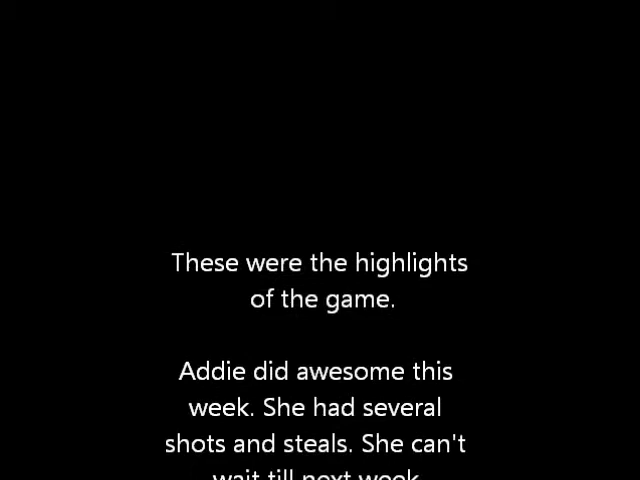 These were the highlights
of the game.
Addie did awesome this
week. She had several
shots and steals. She can't
wait till next week